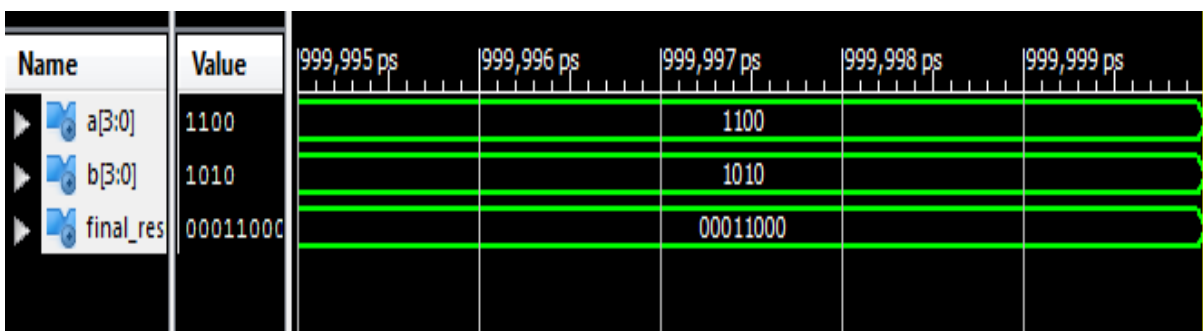 Name Value 999,995 ps 999,996 ps 999,997 ps 999,998 ps 999,999 ps
a[3:0] 1100 1100
b[3:0] 1010 1010
final_res 00011000 00011000